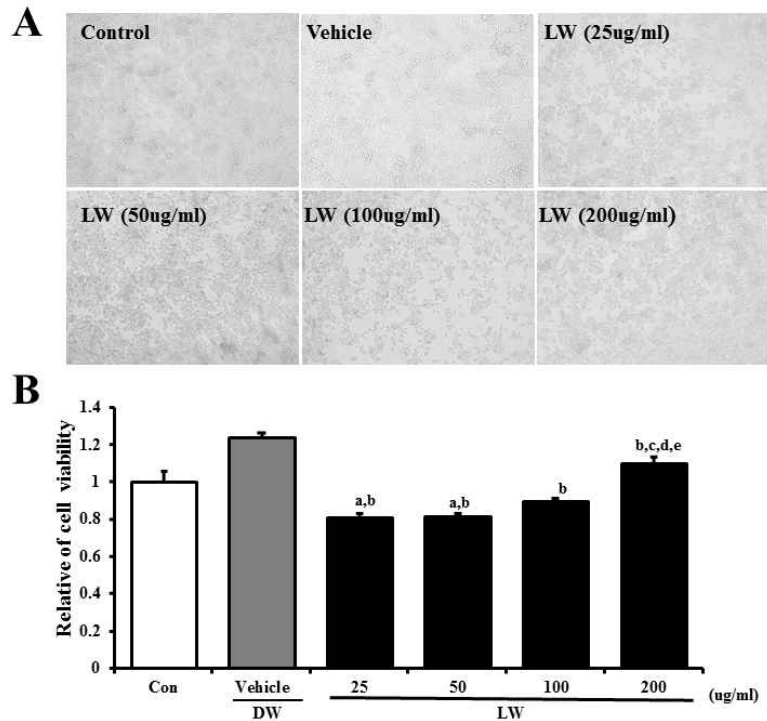 A
Control Vehicle LW (25ug/ml)
LW (50ug/ml) LW (100ug/ml) LW (200ug/ml)
B
Relative of cell viability
1.4
1.2
1
0.8
0.6
0.4
0.2
0
a,b a,b b b,c,d,e
Con Vehicle 25 50 100 200 (ug/ml)
DW LW